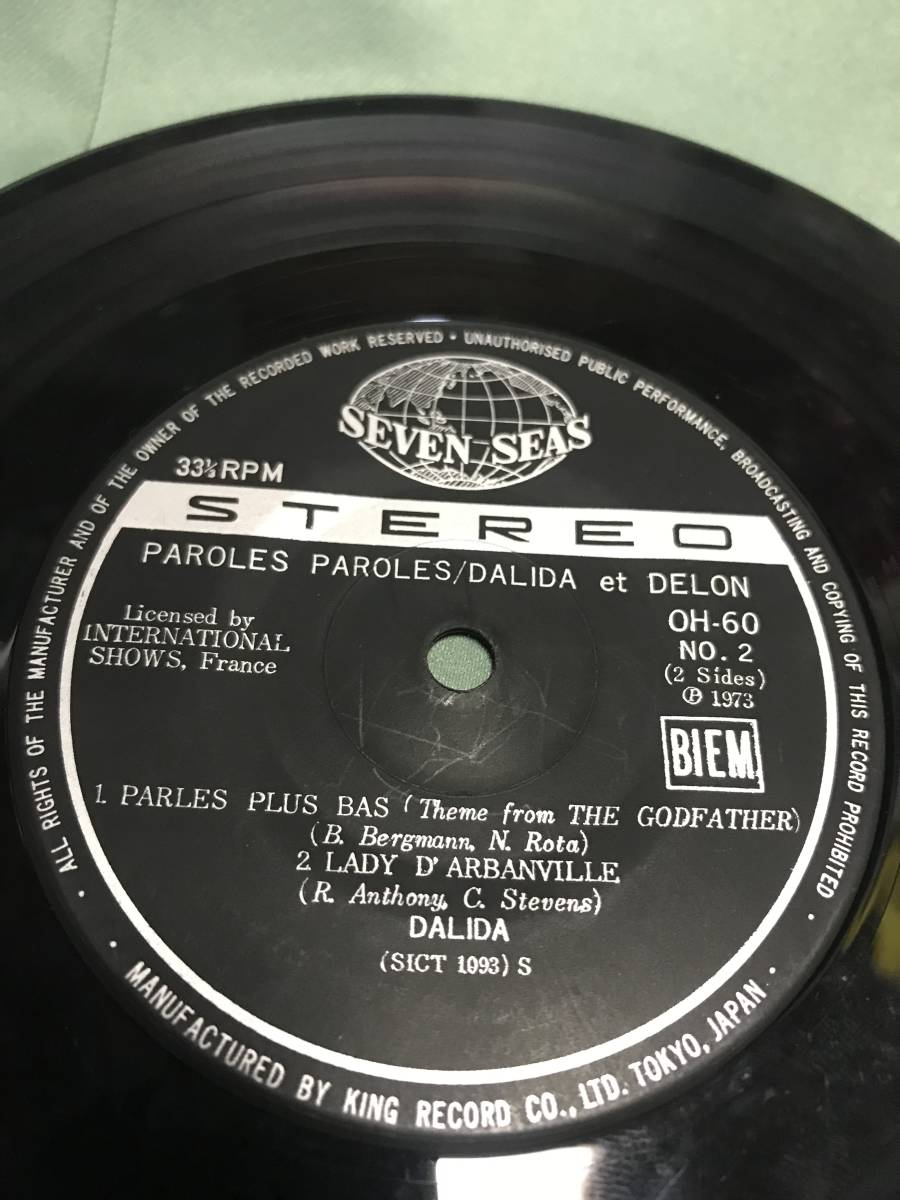 · ALL RIGHTS OF THE MANUFACTURER AND OF THE OWNER OF THE RECORDED WORK RESERVED · UNAUTHORISED PUBLIC PERFORMANCE, BROADCASTING AND COPYING OF THIS RECORD PROHIBITED ·
SEVEN SEAS
33⅓RPM
STEREO
PAROLES PAROLES/DALIDA et DELON
Licensed by
INTERNATIONAL
SHOWS, France
OH-60
NO. 2
(2 Sides)
Ⓟ 1973
BIEM
1. PARLES PLUS BAS (Theme from THE GODFATHER)
(B. Bergmann, N. Rota)
2. LADY D'ARBANVILLE
(R. Anthony, C. Stevens)
DALIDA
(SICT 1093) S
· MANUFACTURED BY KING RECORD CO., LTD. TOKYO, JAPAN ·